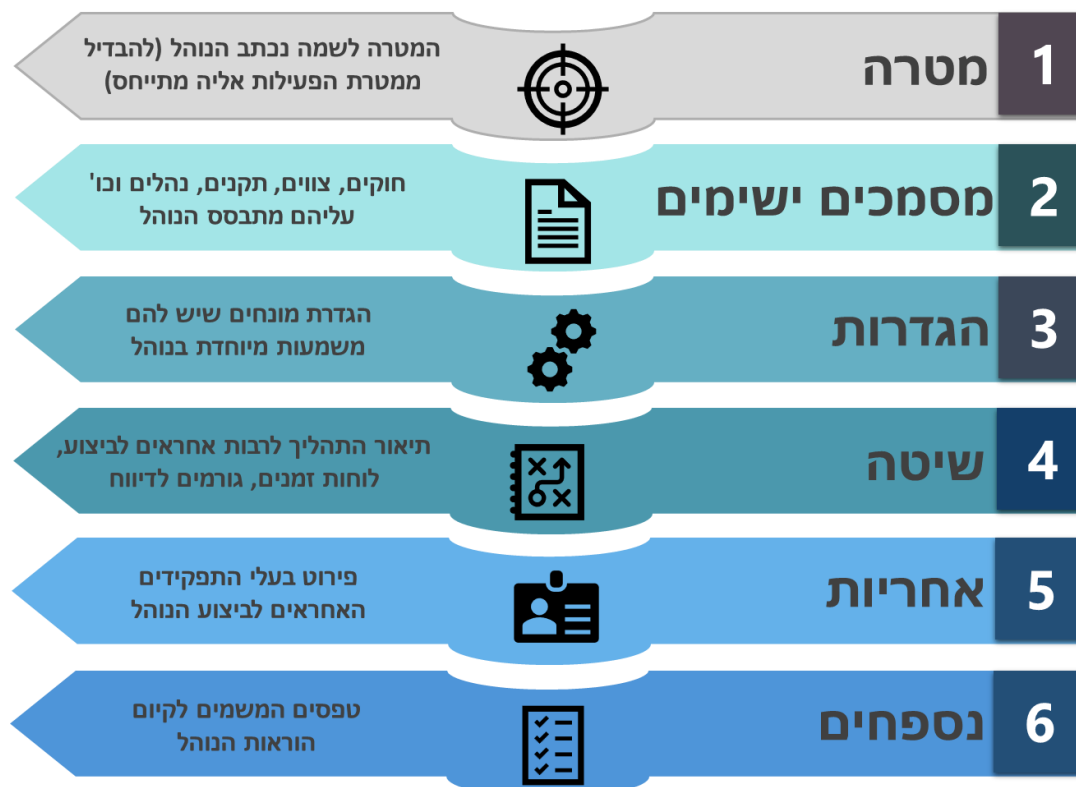 1
מטרה
המטרה לשמה נכתב הנוהל (להבדיל
ממטרת הפעילות אליה מתייחס)
2
מסמכים ישימים
חוקים, צווים, תקנים, נהלים וכו'
עליהם מתבסס הנוהל
3
הגדרות
הגדרת מונחים שיש להם
משמעות מיוחדת בנוהל
4
שיטה
תיאור התהליך לרבות אחראים לביצוע,
לוחות זמנים, גורמים לדיווח
5
אחריות
פירוט בעלי התפקידים
האחראים לביצוע הנוהל
6
נספחים
טפסים המשמים לקיום
הוראות הנוהל